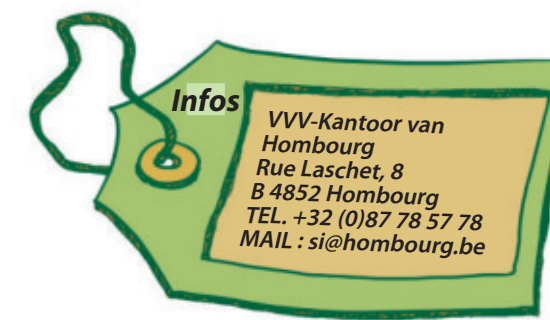 Infos
VVV-Kantoor van
Hombourg
Rue Laschet, 8
B 4852 Hombourg
TEL. +32 (0)87 78 57 78
MAIL : si@hombourg.be